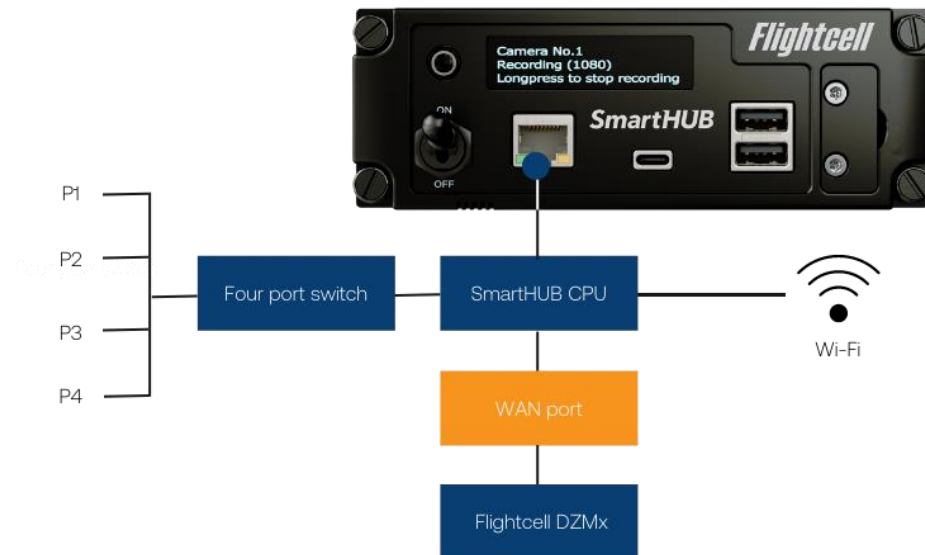 Flightcell
Camera No.1
Recording (1080)
Longpress to stop recording
ON
SmartHUB
OFF
P1
P2
P3
P4
Four port switch
SmartHUB CPU
Wi-Fi
WAN port
Flightcell DZMx